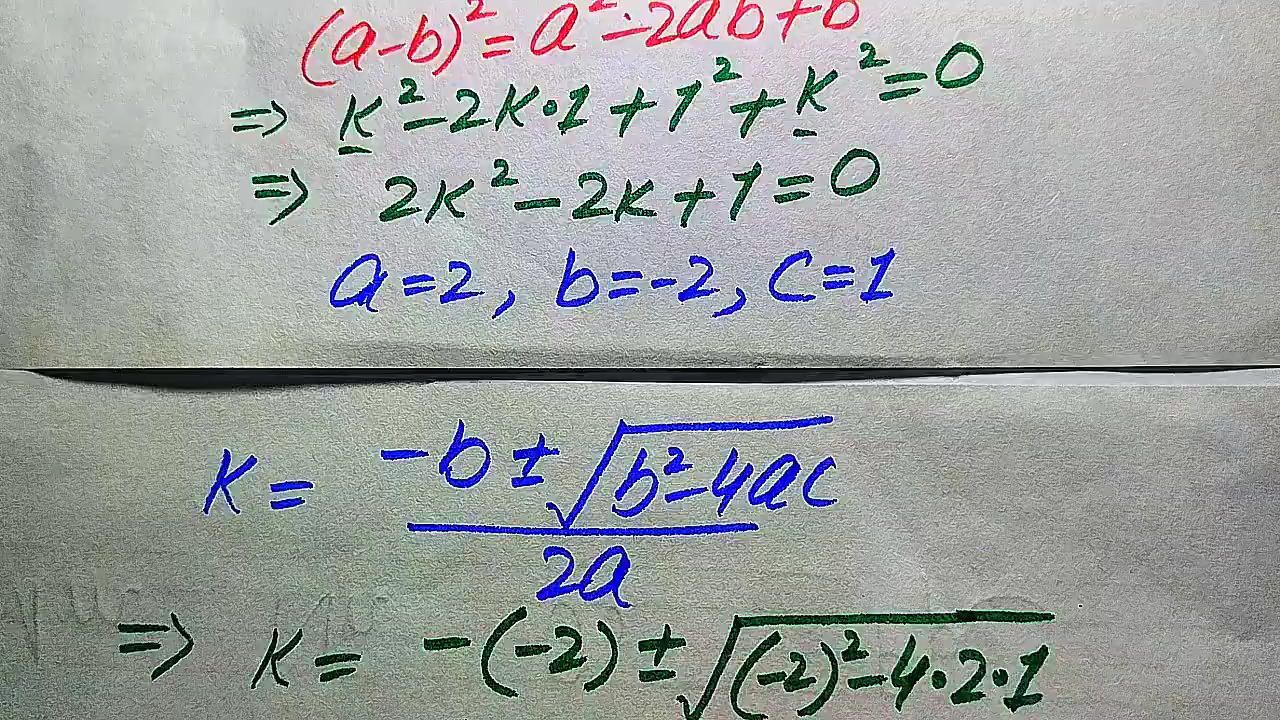 (a-b)² = a² - 2ab + b
⇒ k² - 2k·1 + 1² + k² = 0
⇒ 2k² - 2k + 1 = 0
a = 2, b = -2, c = 1
k = (-b ± √(b² - 4ac)) / 2a
⇒ k = -(-2) ± √((-2)² - 4·2·1)